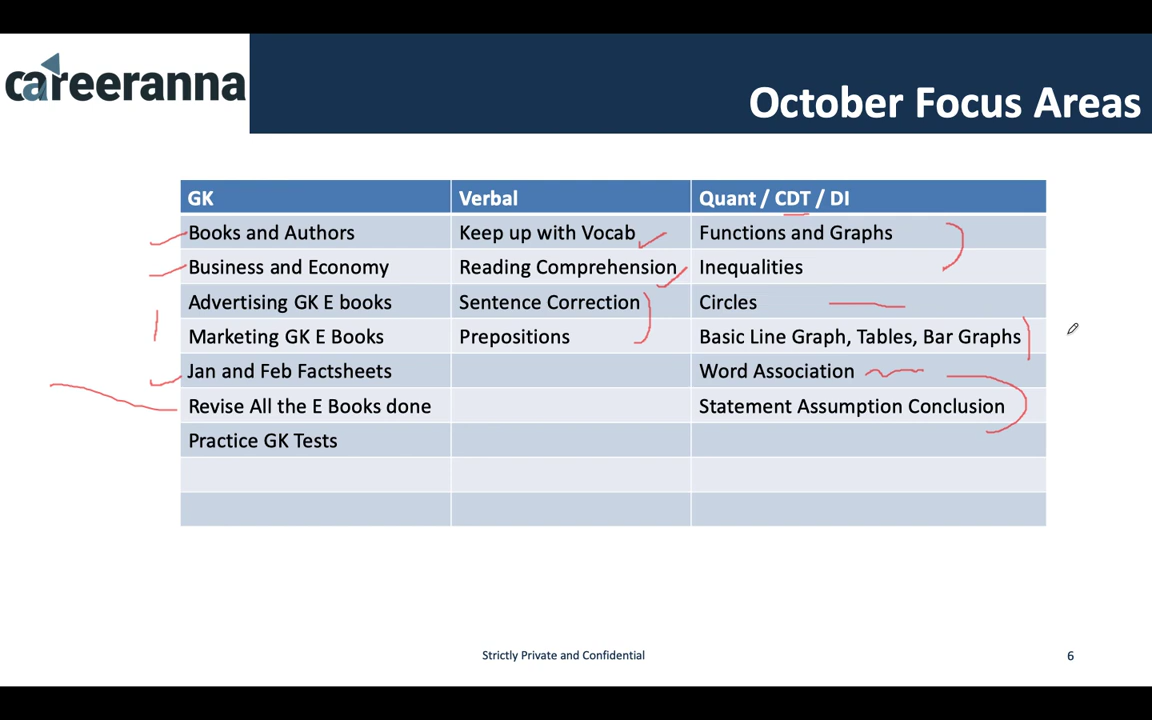 careeranna
October Focus Areas
GK Verbal Quant / CDT / DI
Books and Authors Keep up with Vocab Functions and Graphs
Business and Economy Reading Comprehension Inequalities
Advertising GK E books Sentence Correction Circles
Marketing GK E Books Prepositions Basic Line Graph, Tables, Bar Graphs
Jan and Feb Factsheets Word Association
Revise All the E Books done Statement Assumption Conclusion
Practice GK Tests
Strictly Private and Confidential 6